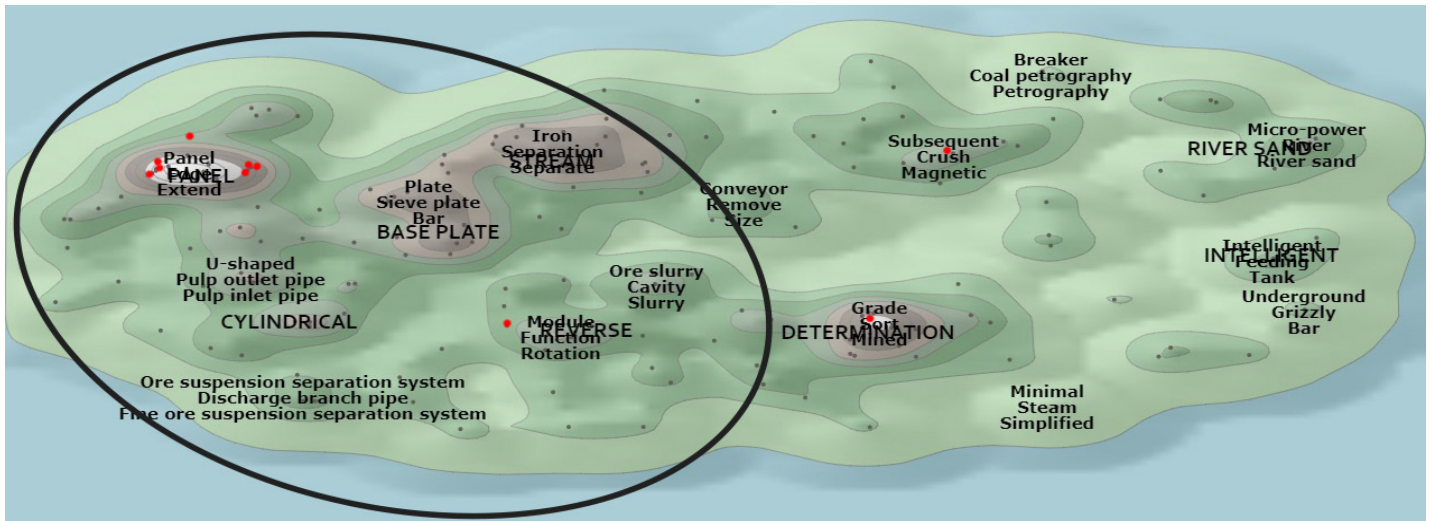 Breaker
Coal petrography
Petrography
Micro-power
River
River sand
RIVER SAND
Subsequent
Crush
Magnetic
Iron
Separation
Separate
STREAM
Panel
Edge
Extend
PANEL
Plate
Sieve plate
Bar
BASE PLATE
Conveyor
Remove
Size
U-shaped
Pulp outlet pipe
Pulp inlet pipe
CYLINDRICAL
Ore slurry
Cavity
Slurry
Intelligent
Feeding
Tank
INTELLIGENT
Underground
Grizzly
Bar
Module
Function
Rotation
REVERSE
Grade
Sort
Mined
DETERMINATION
Ore suspension separation system
Discharge branch pipe
Fine ore suspension separation system
Minimal
Steam
Simplified